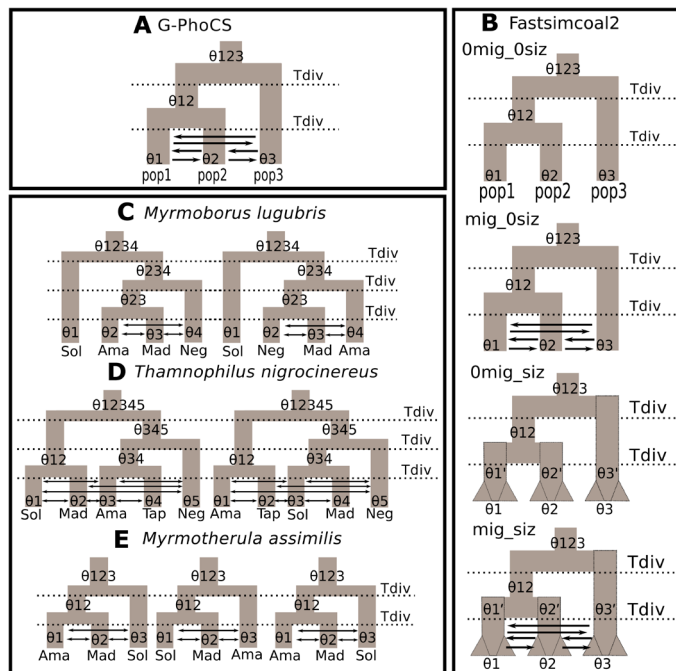 A G-PhoCS
θ123
Tdiv
θ12
Tdiv
θ1 θ2 θ3
pop1 pop2 pop3
B Fastsimcoal2
0mig_0siz
θ123
Tdiv
θ12
Tdiv
θ1 θ2 θ3
pop1 pop2 pop3
mig_0siz
θ123
Tdiv
θ12
Tdiv
θ1 θ2 θ3
0mig_siz
θ123
Tdiv
θ12
Tdiv
θ1' θ2' θ3'
θ1 θ2 θ3
mig_siz
θ123
Tdiv
θ12
θ1' θ2' θ3' Tdiv
θ1 θ2 θ3
C Myrmoborus lugubris
θ1234 θ1234
Tdiv
θ234 θ234
Tdiv
θ23 θ23
Tdiv
θ1 θ2 θ3 θ4 θ1 θ2 θ3 θ4
Sol Ama Mad Neg Sol Neg Mad Ama
D Thamnophilus nigrocinereus
θ12345 θ12345
Tdiv
θ345 θ345
Tdiv
θ12 θ34 θ12 θ34
Tdiv
θ1 θ2 θ3 θ4 θ5 θ1 θ2 θ3 θ4 θ5
Sol Mad Ama Tap Neg Ama Tap Sol Mad Neg
E Myrmotherula assimilis
θ123 θ123 θ123
Tdiv
θ12 θ12 θ12
Tdiv
θ1 θ2 θ3 θ1 θ2 θ3 θ1 θ2 θ3
Ama Mad Sol Sol Mad Ama Ama Mad Sol